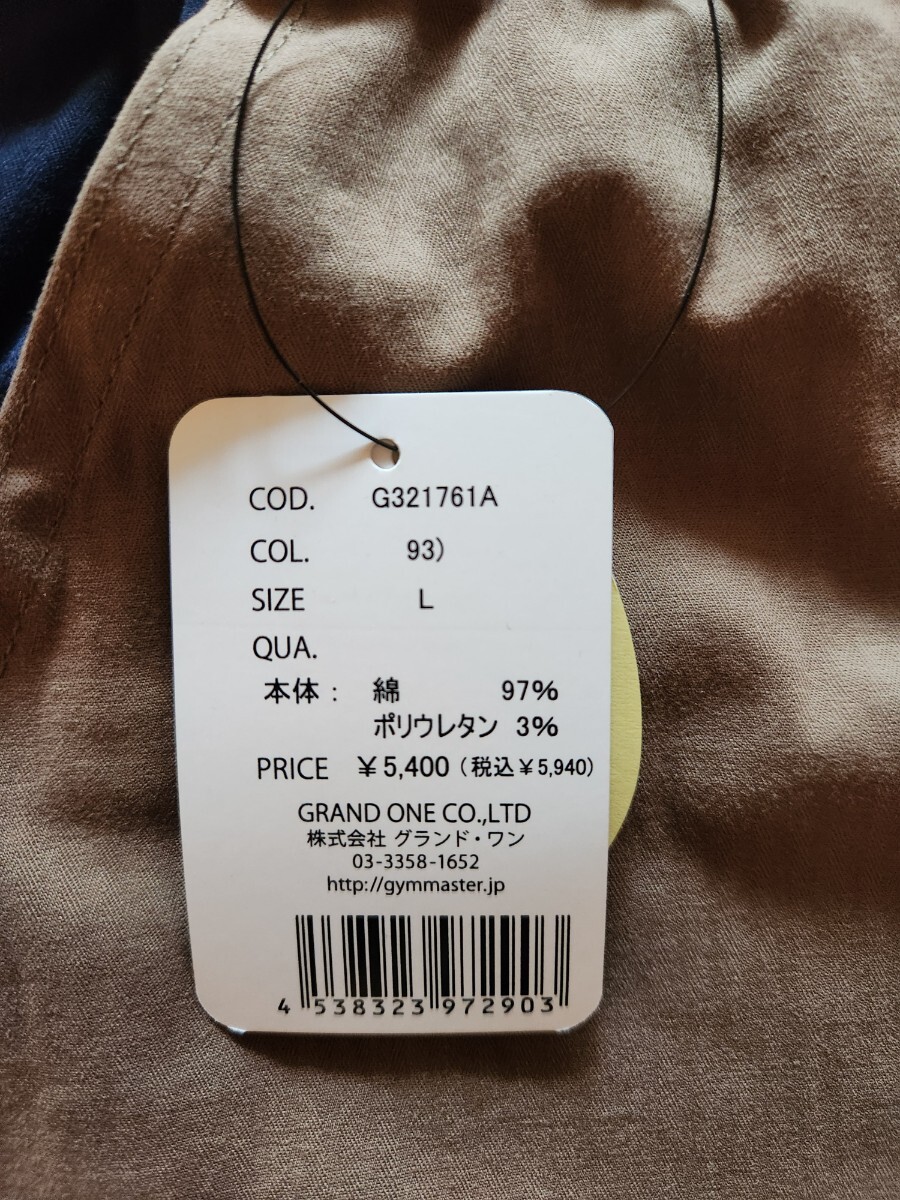 COD. G321761A
COL. 93)
SIZE L
QUA.
本体： 綿 97%
ポリウレタン 3%
PRICE ¥5,400 (税込¥5,940)
GRAND ONE CO.,LTD
株式会社 グランド・ワン
03-3358-1652
http://gymmaster.jp
4 538323 972903